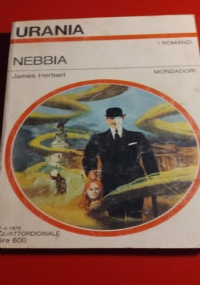 URANIA
I ROMANZI
NEBBIA
James Herbert
MONDADORI
QUATTORDICINALE
lire 600